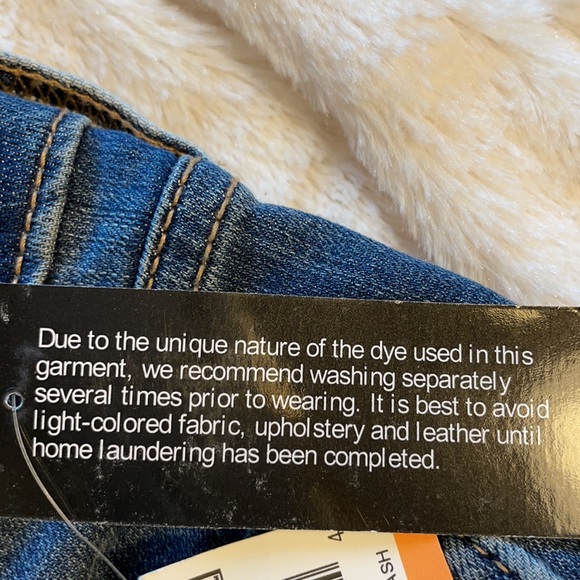 Due to the unique nature of the dye used in this
garment, we recommend washing separately
several times prior to wearing. It is best to avoid
light-colored fabric, upholstery and leather until
home laundering has been completed.